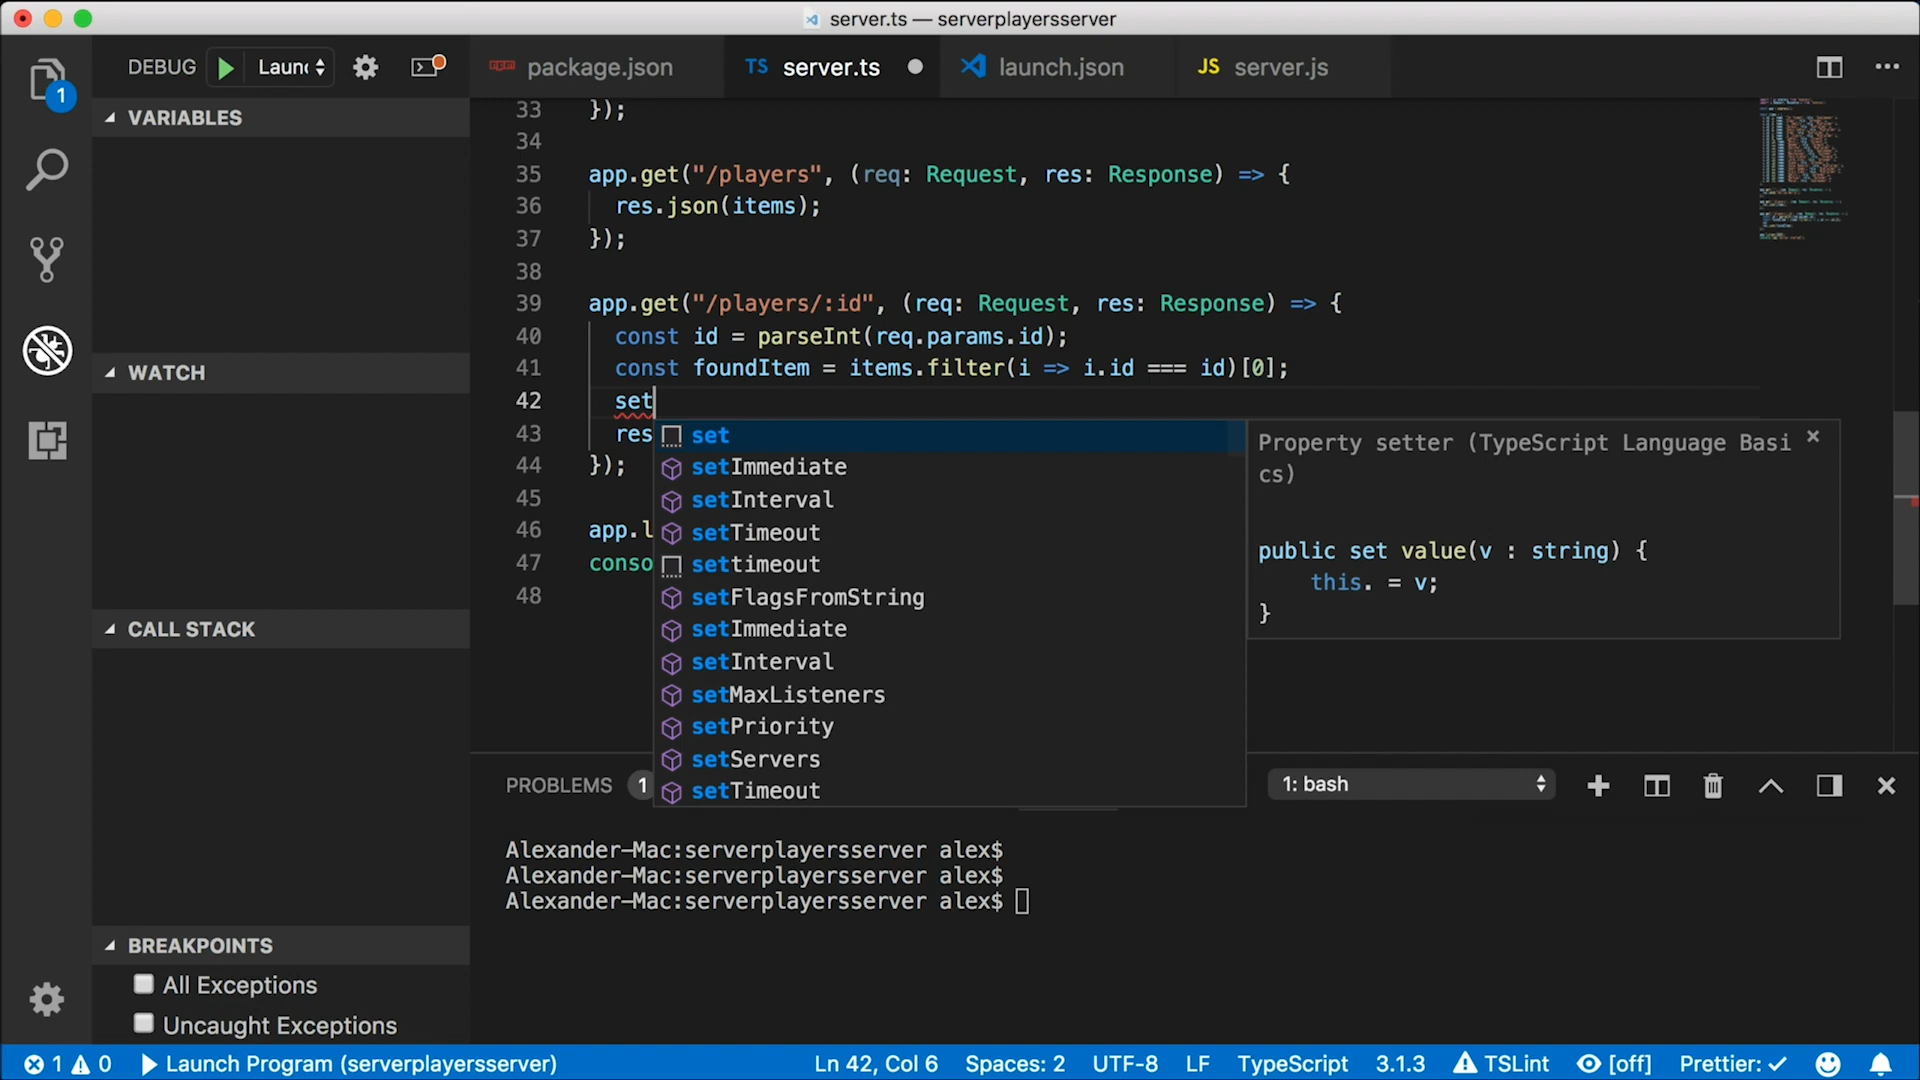 server.ts — serverplayersserver
DEBUG Launc
package.json
TS server.ts
launch.json
JS server.js
1
VARIABLES
WATCH
CALL STACK
BREAKPOINTS
All Exceptions
Uncaught Exceptions
33 });
34
35 app.get("/players", (req: Request, res: Response) => {
36 res.json(items);
37 });
38
39 app.get("/players/:id", (req: Request, res: Response) => {
40 const id = parseInt(req.params.id);
41 const foundItem = items.filter(i => i.id === id)[0];
42 set
43 res
44 });
45
46 app.l
47 conso
48
set
setImmediate
setInterval
setTimeout
settimeout
setFlagsFromString
setImmediate
setInterval
setMaxListeners
setPriority
setServers
setTimeout
Property setter (TypeScript Language Basi
cs)
public set value(v : string) {
this. = v;
}
PROBLEMS 1
1: bash
Alexander-Mac:serverplayersserver alex$
Alexander-Mac:serverplayersserver alex$
Alexander-Mac:serverplayersserver alex$
1 0 Launch Program (serverplayersserver) Ln 42, Col 6 Spaces: 2 UTF-8 LF TypeScript 3.1.3 TSLint [off] Prettier: ✓